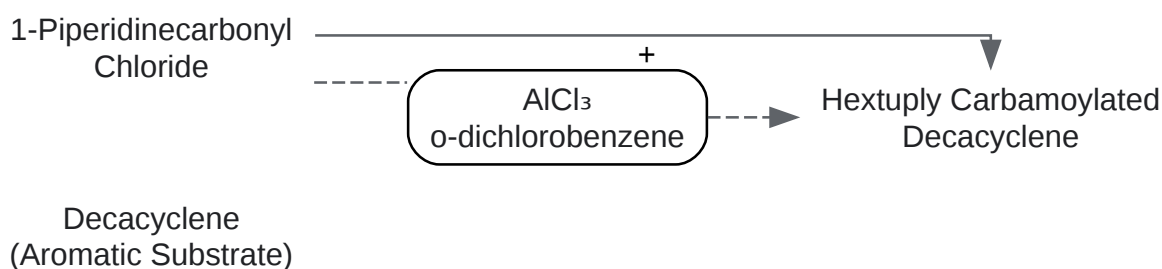 1-Piperidinecarbonyl
Chloride
+
AlCl₃
o-dichlorobenzene
Hextuply Carbamoylated
Decacyclene
Decacyclene
(Aromatic Substrate)